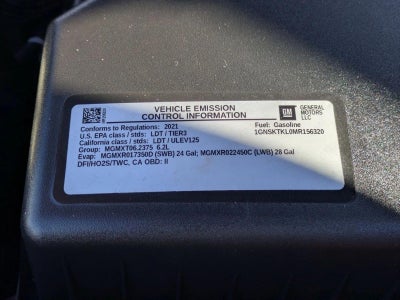 VEHICLE EMISSION
CONTROL INFORMATION
GM
GENERAL
MOTORS
LLC
Conforms to Regulations: 2021
Fuel: Gasoline
U.S. EPA class / stds: LDT / TIER3
1GNSKTKL0MR156320
California class / stds: LDT / ULEV125
Group: MGMXT06.2375 6.2L
Evap: MGMXR017350D (SWB) 24 Gal; MGMXR022450C (LWB) 28 Gal
DFI/HO2S/TWC, CA OBD: II